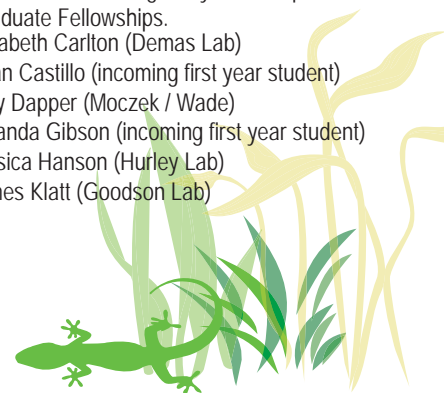 duate Fellowships.
abeth Carlton (Demas Lab)
an Castillo (incoming first year student)
y Dapper (Moczek / Wade)
anda Gibson (incoming first year student)
sica Hanson (Hurley Lab)
nes Klatt (Goodson Lab)